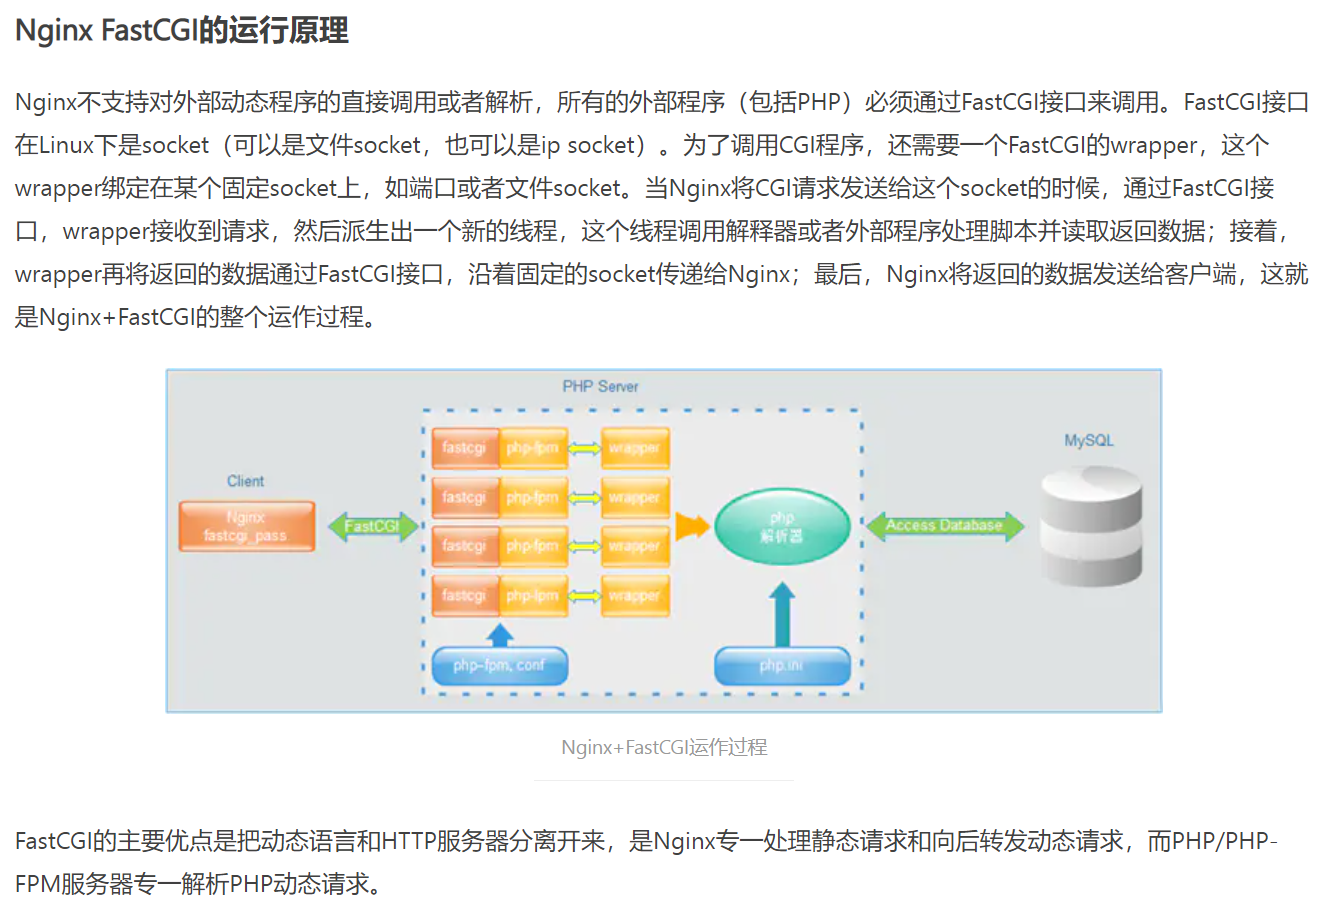 Nginx FastCGI的运行原理
Nginx不支持对外部动态程序的直接调用或者解析，所有的外部程序（包括PHP）必须通过FastCGI接口来调用。FastCGI接口
在Linux下是socket（可以是文件socket，也可以是ip socket）。为了调用CGI程序，还需要一个FastCGI的wrapper，这个
wrapper绑定在某个固定socket上，如端口或者文件socket。当Nginx将CGI请求发送给这个socket的时候，通过FastCGI接
口，wrapper接收到请求，然后派生出一个新的线程，这个线程调用解释器或者外部程序处理脚本并读取返回数据；接着，
wrapper再将返回的数据通过FastCGI接口，沿着固定的socket传递给Nginx；最后，Nginx将返回的数据发送给客户端，这就
是Nginx+FastCGI的整个运作过程。
PHP Server
Client
Nginx
fastcgi_pass
FastCGI
fastcgi php-fpm wrapper
fastcgi php-fpm wrapper
fastcgi php-fpm wrapper
fastcgi php-fpm wrapper
php-fpm, conf
php
解析器
php.ini
Access Database
MySQL
Nginx+FastCGI运作过程
FastCGI的主要优点是把动态语言和HTTP服务器分离开来，是Nginx专一处理静态请求和向后转发动态请求，而PHP/PHP-
FPM服务器专一解析PHP动态请求。